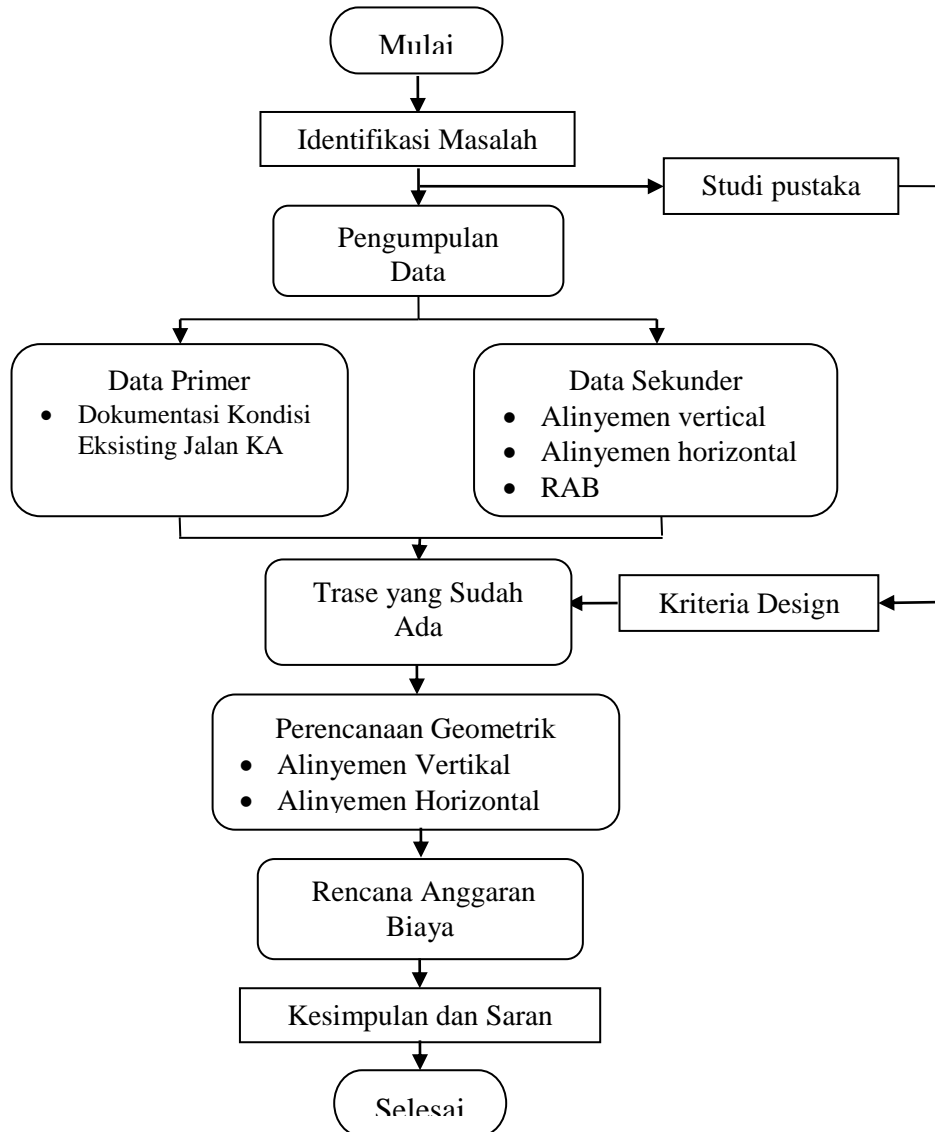 Mulai
Identifikasi Masalah
Studi pustaka
Pengumpulan
Data
Data Primer
• Dokumentasi Kondisi
Eksisting Jalan KA
Data Sekunder
• Alinyemen vertical
• Alinyemen horizontal
• RAB
Trase yang Sudah
Ada
Kriteria Design
Perencanaan Geometrik
• Alinyemen Vertikal
• Alinyemen Horizontal
Rencana Anggaran
Biaya
Kesimpulan dan Saran
Selesai